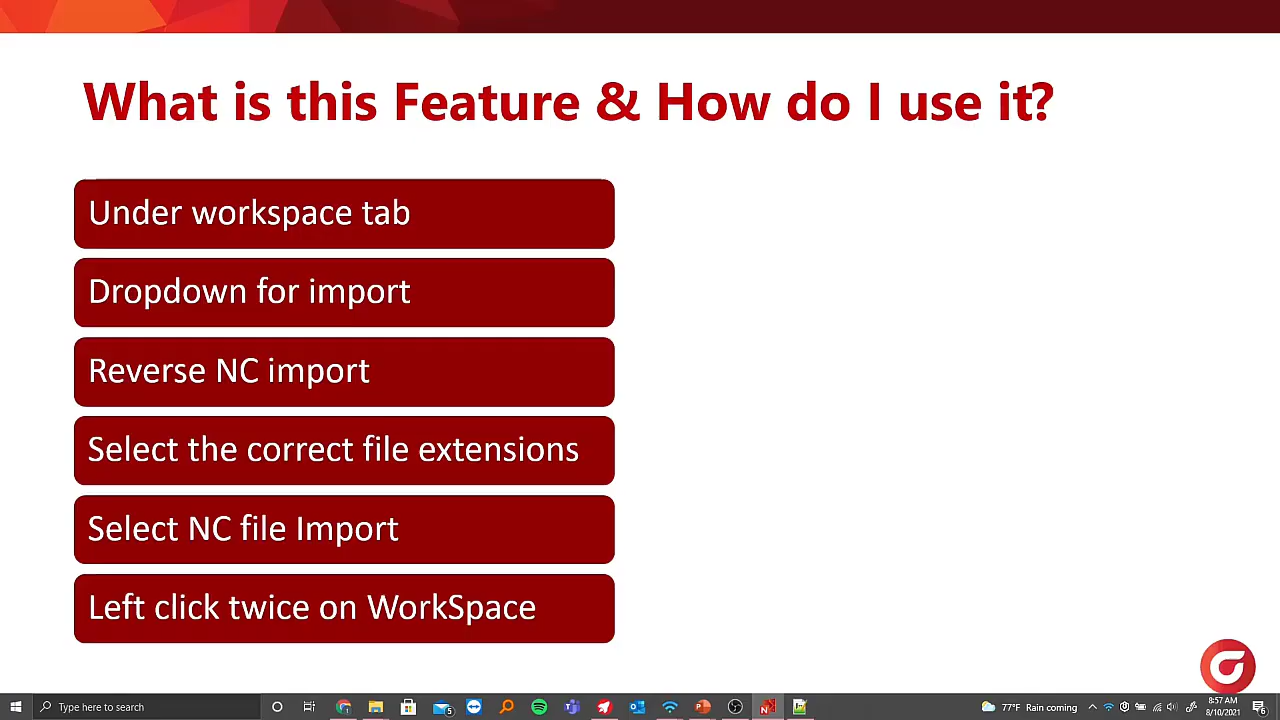 What is this Feature & How do I use it?
Under workspace tab
Dropdown for import
Reverse NC import
Select the correct file extensions
Select NC file Import
Left click twice on WorkSpace
Type here to search
5
77°F Rain coming
8:57 AM
8/10/2021
6